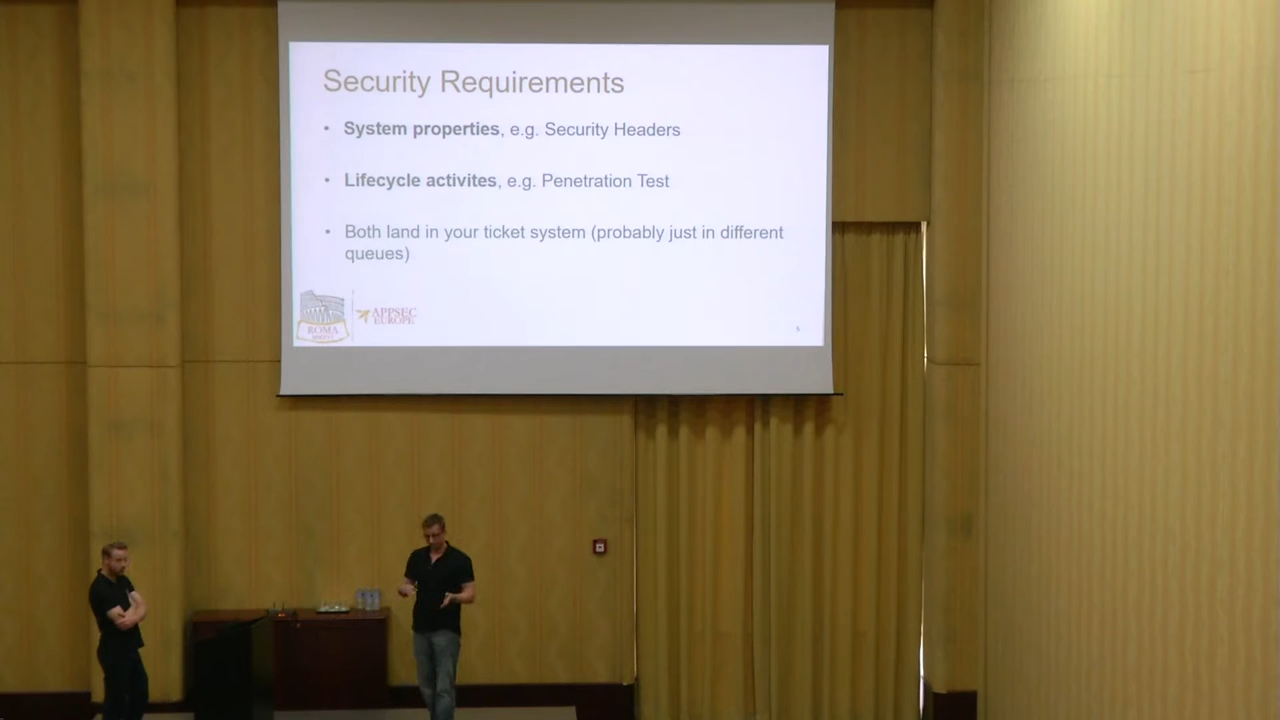 Security Requirements
• System properties, e.g. Security Headers
• Lifecycle activites, e.g. Penetration Test
• Both land in your ticket system (probably just in different
queues)
ROMA
APPSEC
EUROPE